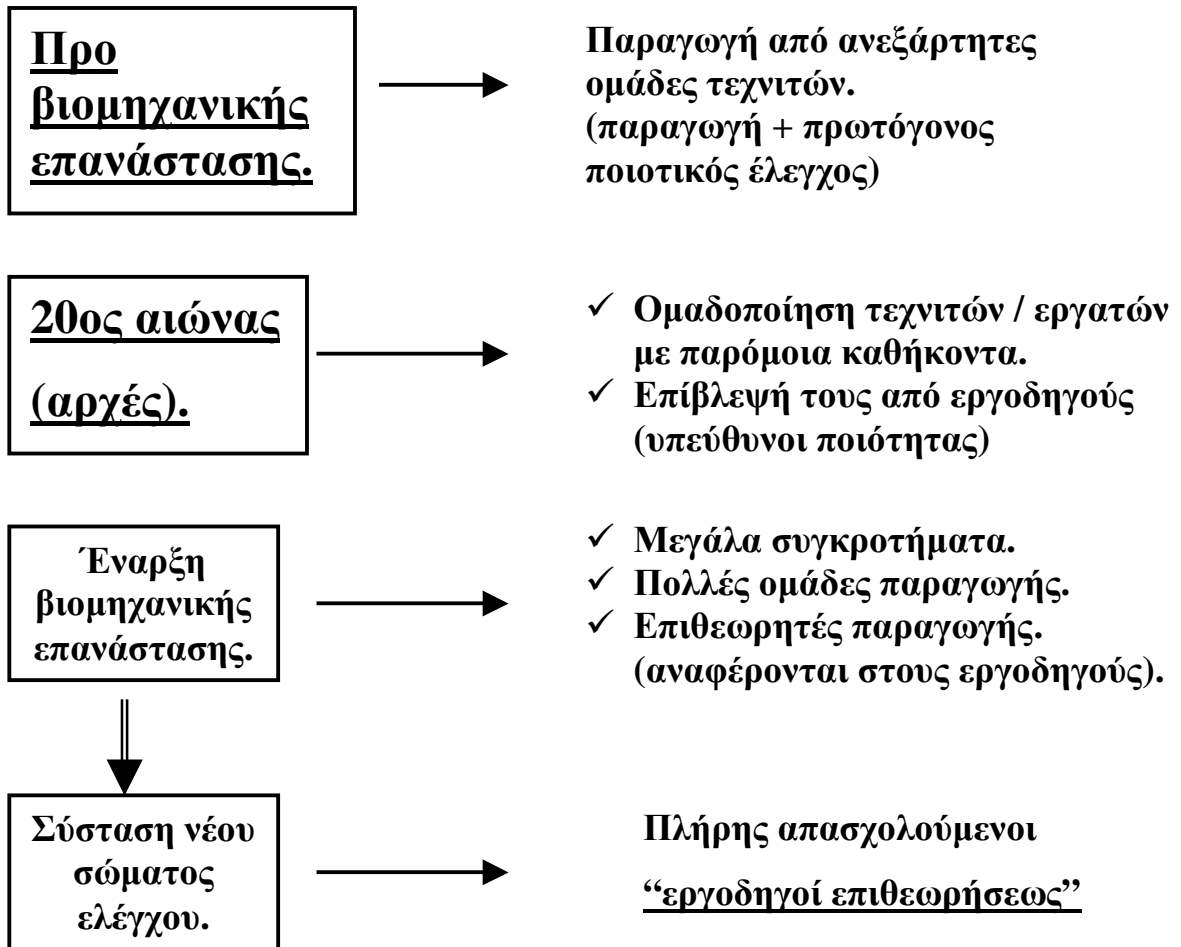 Προ
βιομηχανικής
επανάστασης.
Παραγωγή από ανεξάρτητες
ομάδες τεχνιτών.
(παραγωγή + πρωτόγονος
ποιοτικός έλεγχος)
20ος αιώνας
(αρχές).
✓ Ομαδοποίηση τεχνιτών / εργατών
με παρόμοια καθήκοντα.
✓ Επίβλεψή τους από εργοδηγούς
(υπεύθυνοι ποιότητας)
Έναρξη
βιομηχανικής
επανάστασης.
✓ Μεγάλα συγκροτήματα.
✓ Πολλές ομάδες παραγωγής.
✓ Επιθεωρητές παραγωγής.
(αναφέρονται στους εργοδηγούς).
Σύσταση νέου
σώματος
ελέγχου.
Πλήρης απασχολούμενοι
“εργοδηγοί επιθεωρήσεως”